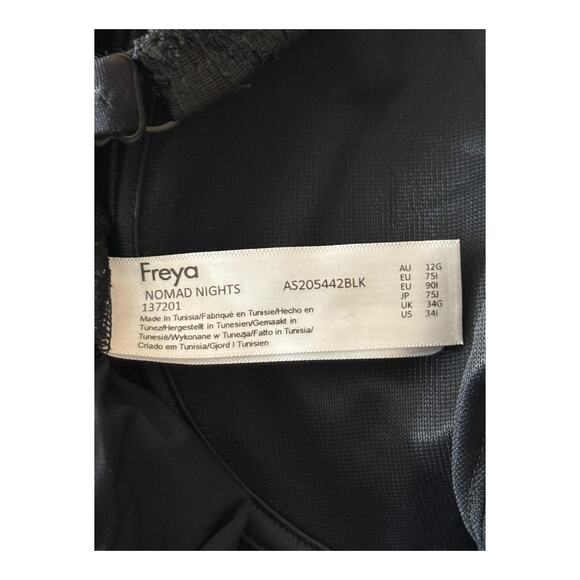 Freya
NOMAD NIGHTS AS205442BLK
137201
Made in Tunisia/Fabriqué en Tunisie/Hecho en
Túnez/Hergestellt in Tunesien/Gemaakt in
Tunesië/Wykonane w Tunezja/Fatto in Tunisia/
Criado em Tunisia/Gjord I Tunisien
AU 12G
EU 75I
EU 90I
JP 75J
UK 34G
US 34I